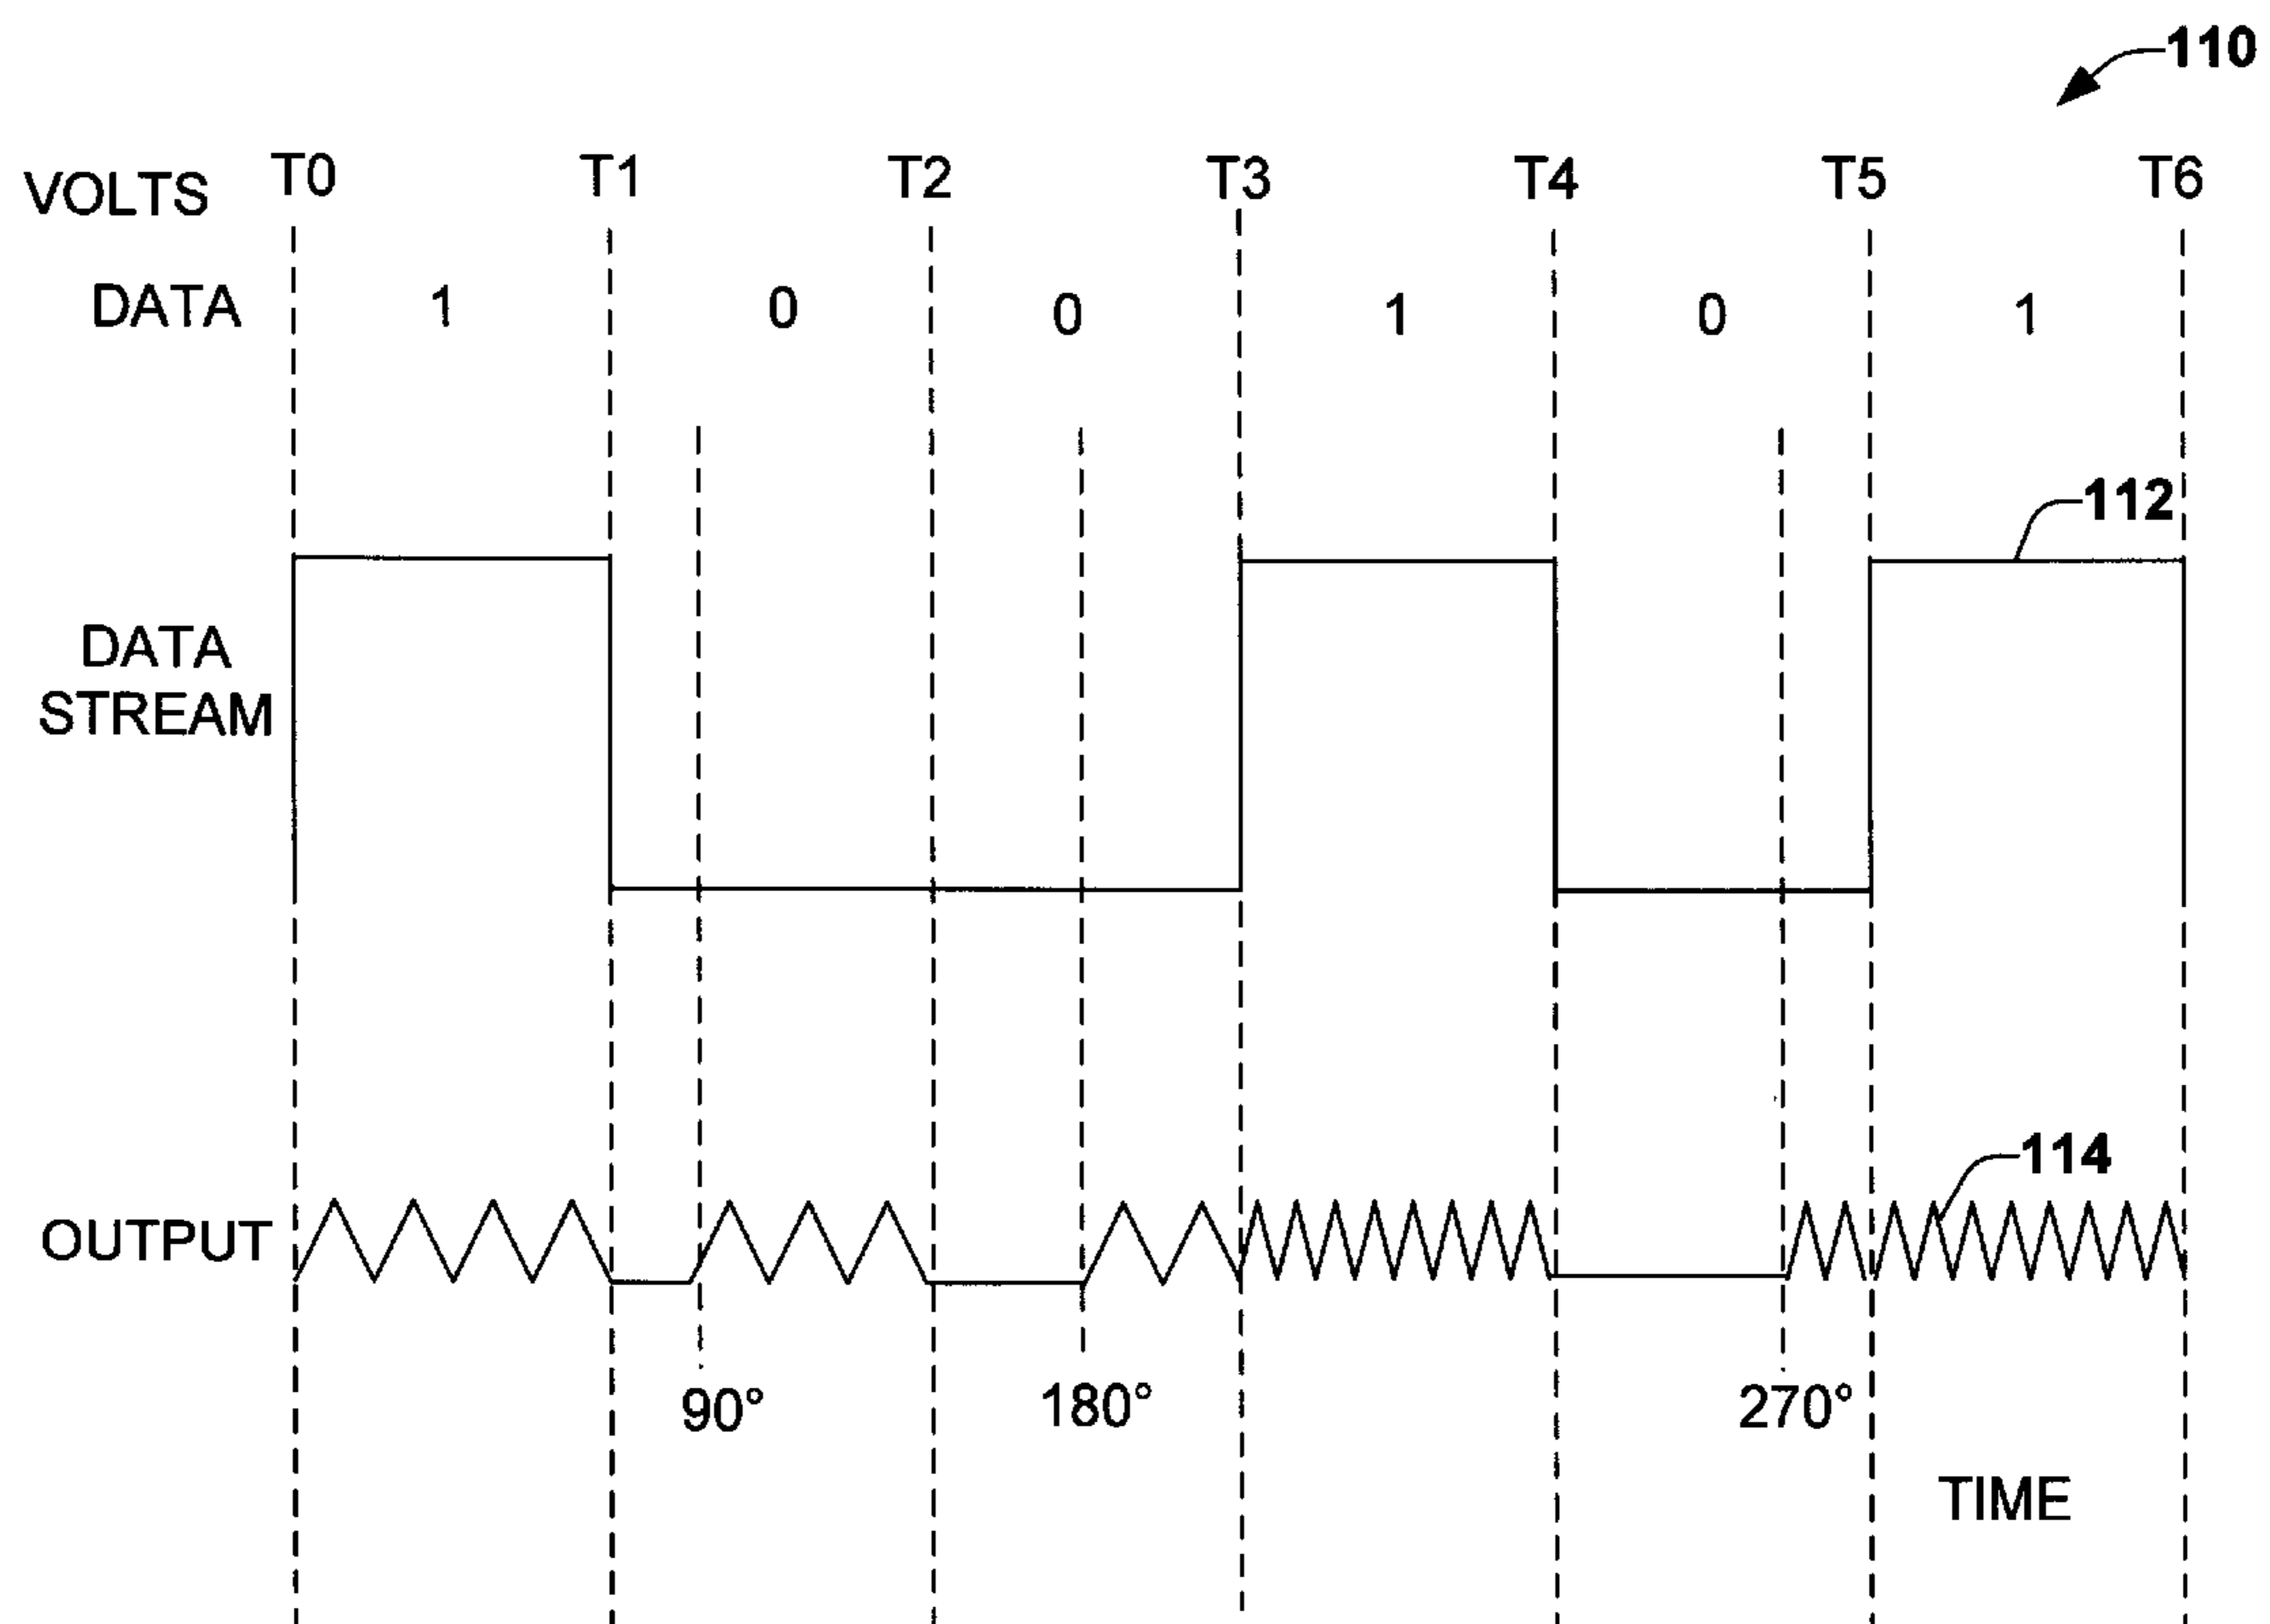 110
T0 T1 T2 T3 T4 T5 T6
VOLTS
DATA 1 0 0 1 0 1
112
DATA
STREAM
114
OUTPUT
90° 180° 270°
TIME